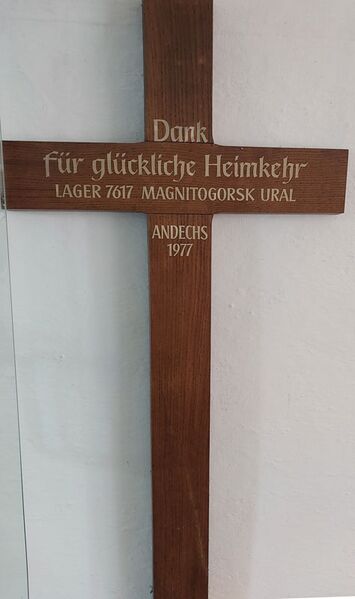 Dank
für glückliche Heimkehr
LAGER 7617 MAGNITOGORSK URAL
ANDECHS
1977